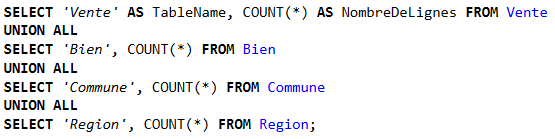 SELECT 'Vente' AS TableName, COUNT(*) AS NombreDeLignes FROM Vente
UNION ALL
SELECT 'Bien', COUNT(*) FROM Bien
UNION ALL
SELECT 'Commune', COUNT(*) FROM Commune
UNION ALL
SELECT 'Region', COUNT(*) FROM Region;